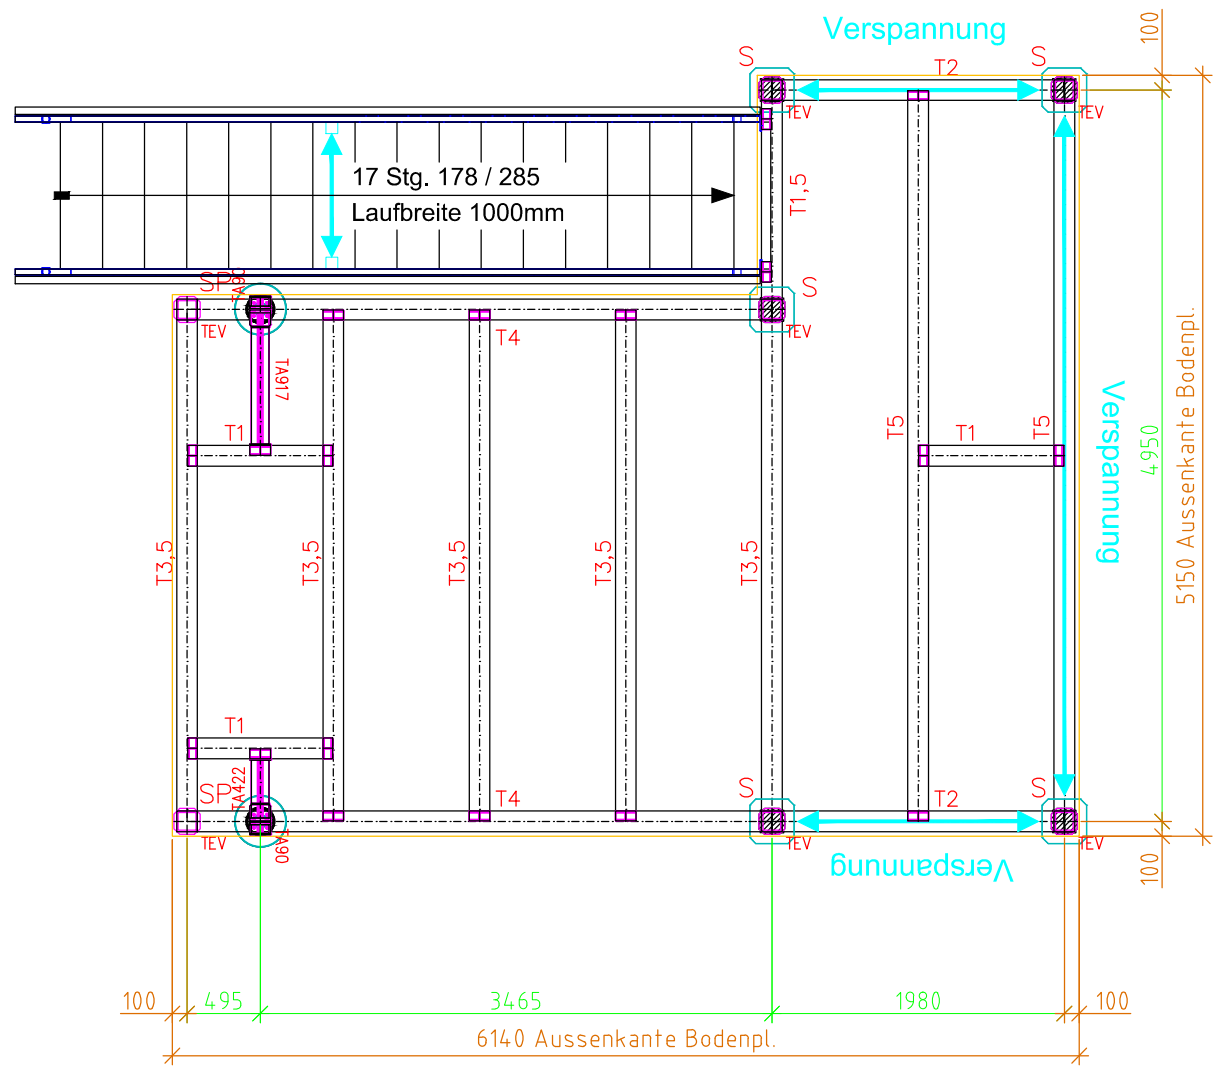 Verspannung
100
S
T2
S
TEV
TEV
17 Stg. 178 / 285
Laufbreite 1000mm
T1,5
SP
TA90
S
TEV
T4
TEV
TA917
T1
T5
T1
T5
Verspannung
4950
5150 Aussenkante Bodenpl.
T3,5
T3,5
T3,5
T3,5
T3,5
T1
SP
TA422
T4
S
T2
S
TEV
TA90
TEV
TEV
Verspannung
100
100
495
3465
1980
100
6140 Aussenkante Bodenpl.